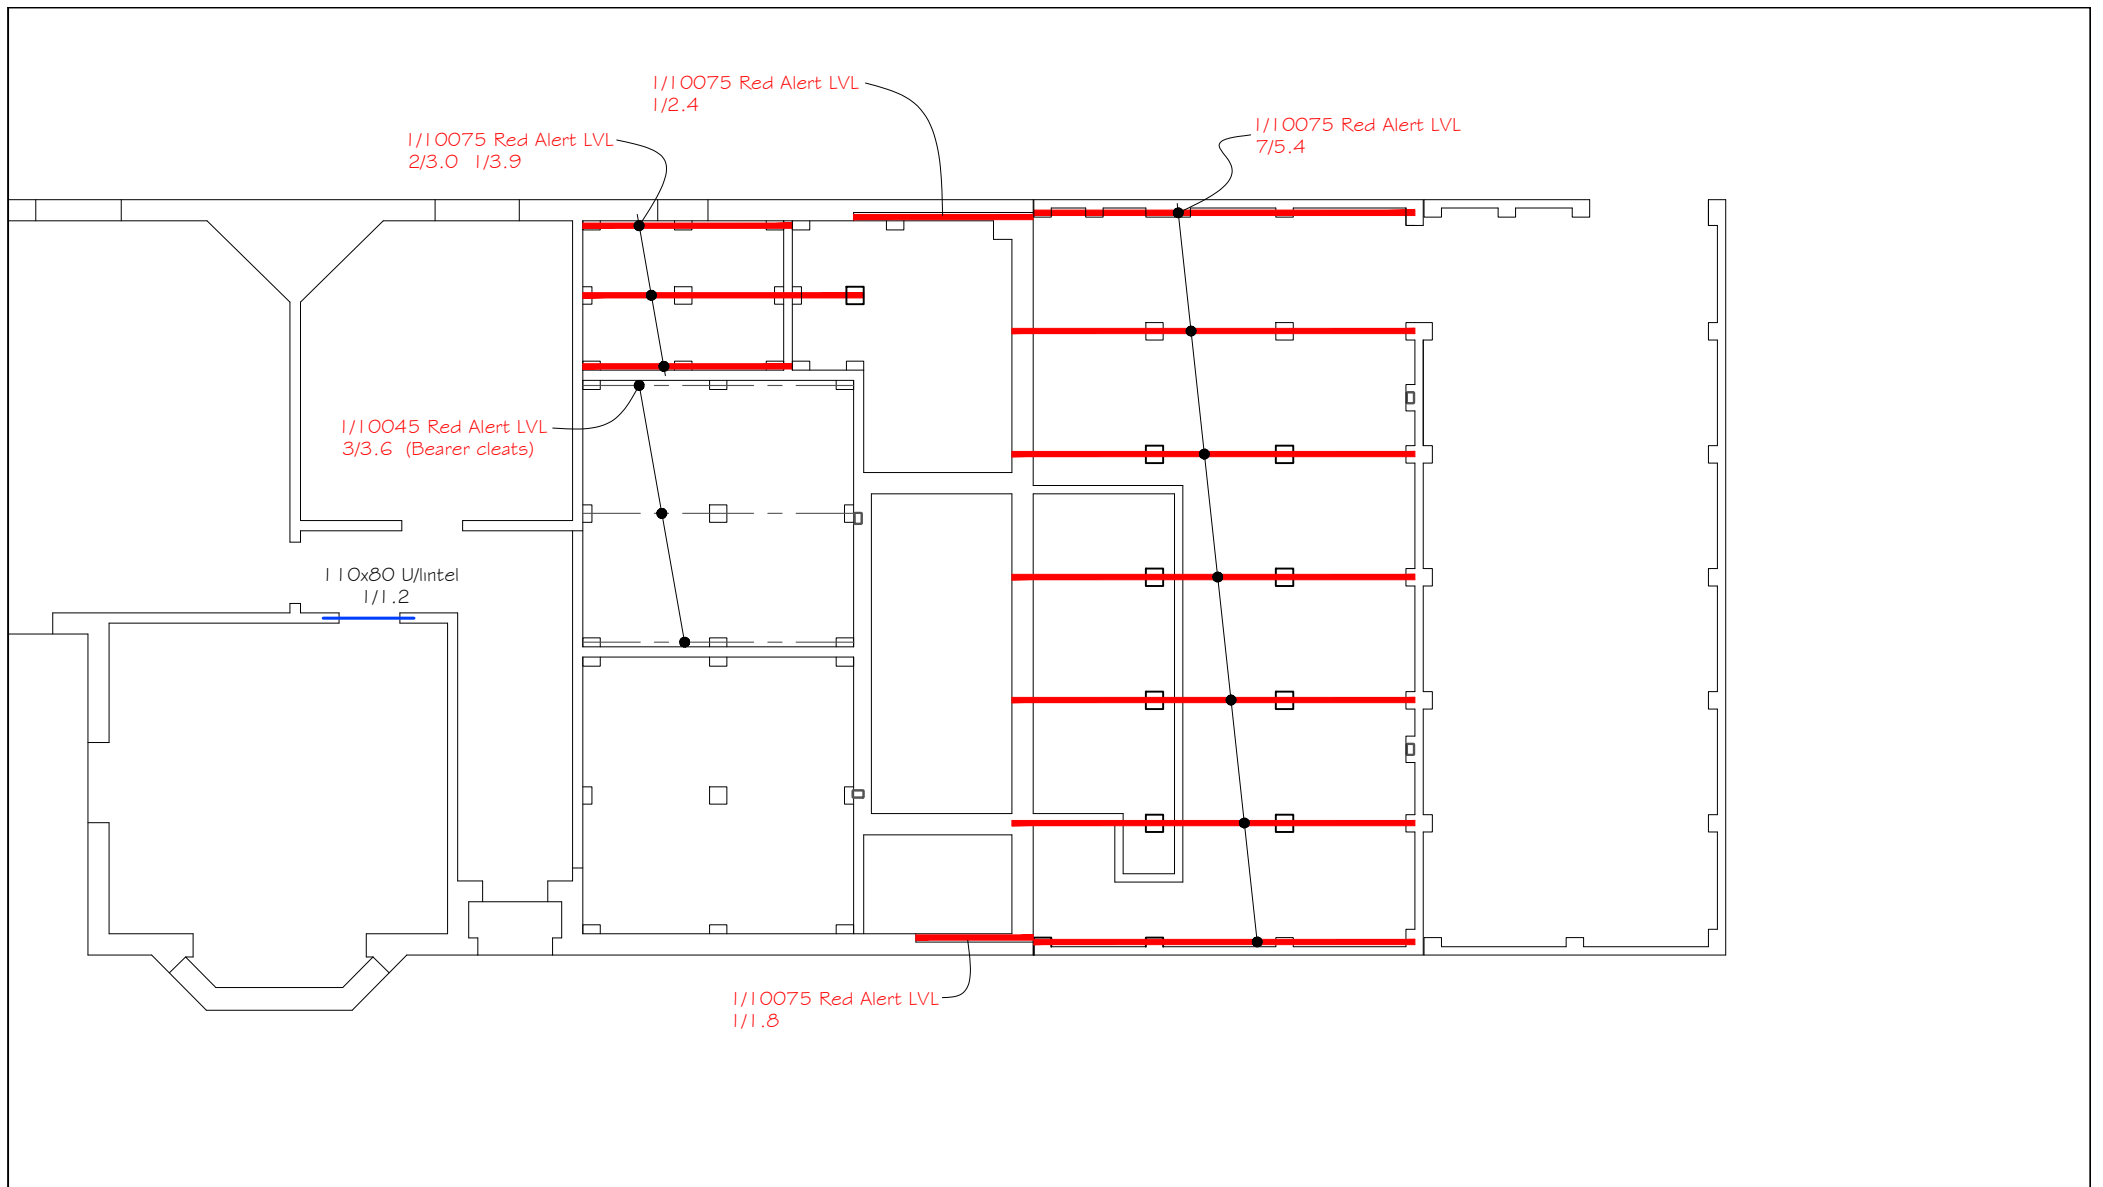 1/10075 Red Alert LVL
1/2.4
1/10075 Red Alert LVL
7/5.4
1/10075 Red Alert LVL
2/3.0 1/3.9
1/10045 Red Alert LVL
3/3.6 (Bearer cleats)
110x80 U/lintel
1/1.2
1/10075 Red Alert LVL
1/1.8